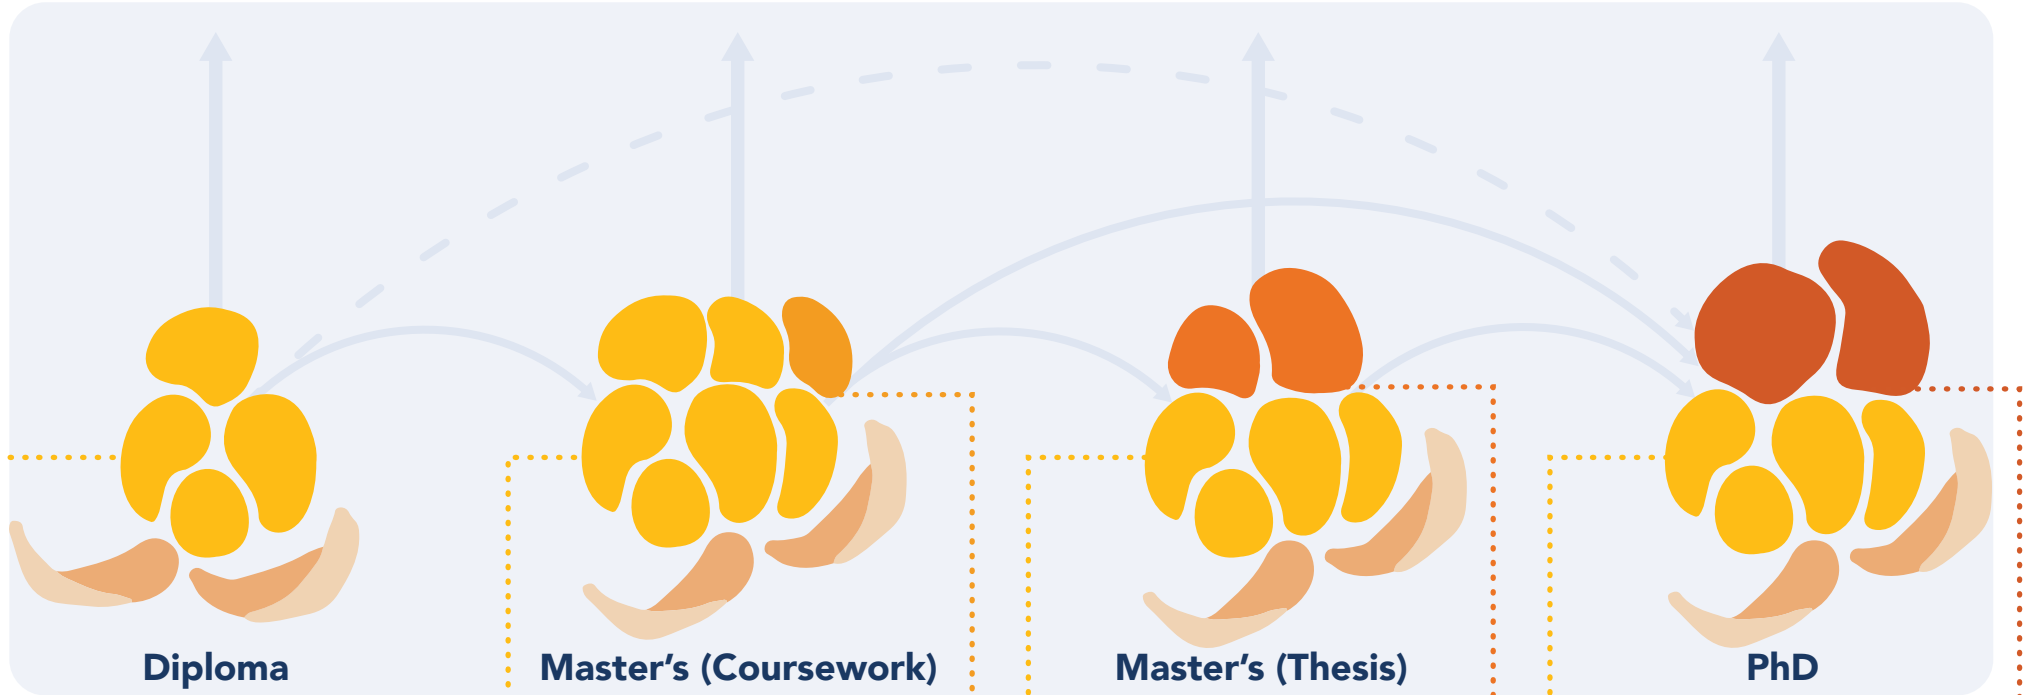 Diploma
Master’s (Coursework)
Master’s (Thesis)
PhD